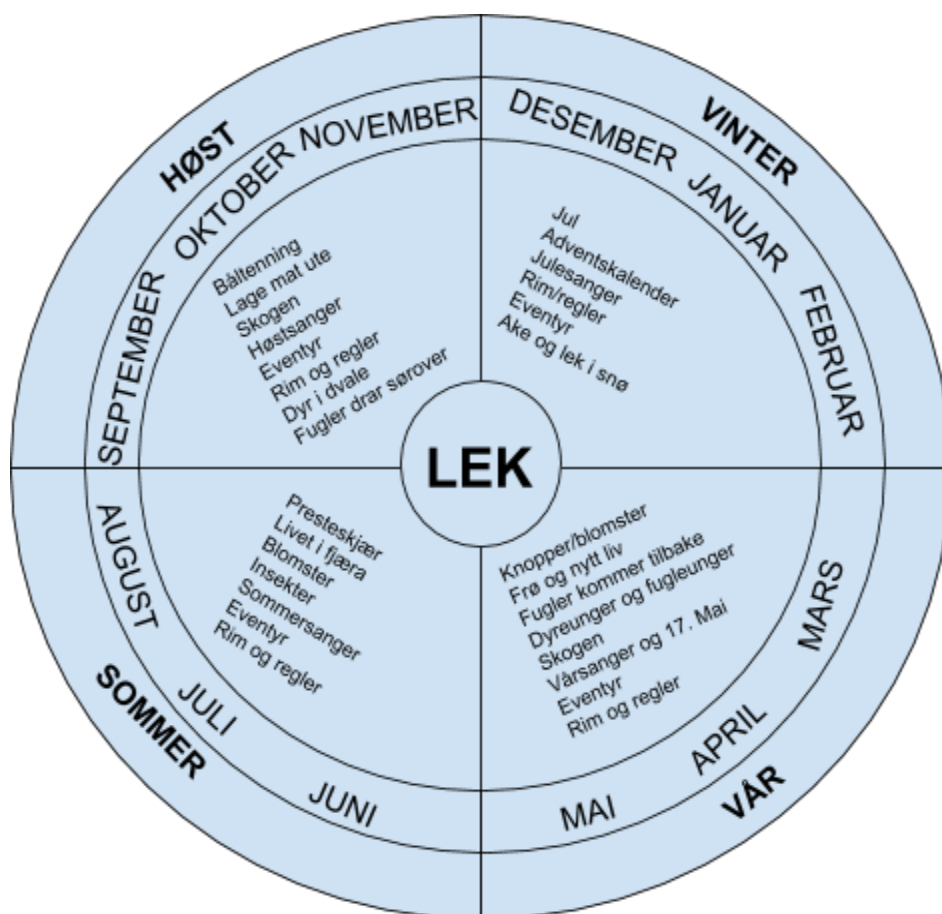 HØST
VINTER
SEPTEMBER
OKTOBER
NOVEMBER
DESEMBER
JANUAR
FEBRUAR
Båltenning
Lage mat ute
Skogen
Høstsanger
Eventyr
Rim og regler
Dyr i dvale
Fugler drar sørover
Jul
Adventskalender
Julesanger
Rim/regler
Eventyr
Ake og lek i snø
LEK
Presteskjær
Livet i fjæra
Blomster
Insekter
Sommersanger
Eventyr
Rim og regler
Knopper/blomster
Frø og nytt liv
Fugler kommer tilbake
Dyreunger og fugleunger
Skogen
Vårsanger og 17. Mai
Eventyr
Rim og regler
AUGUST
JULI
JUNI
MAI
APRIL
MARS
SOMMER
VÅR